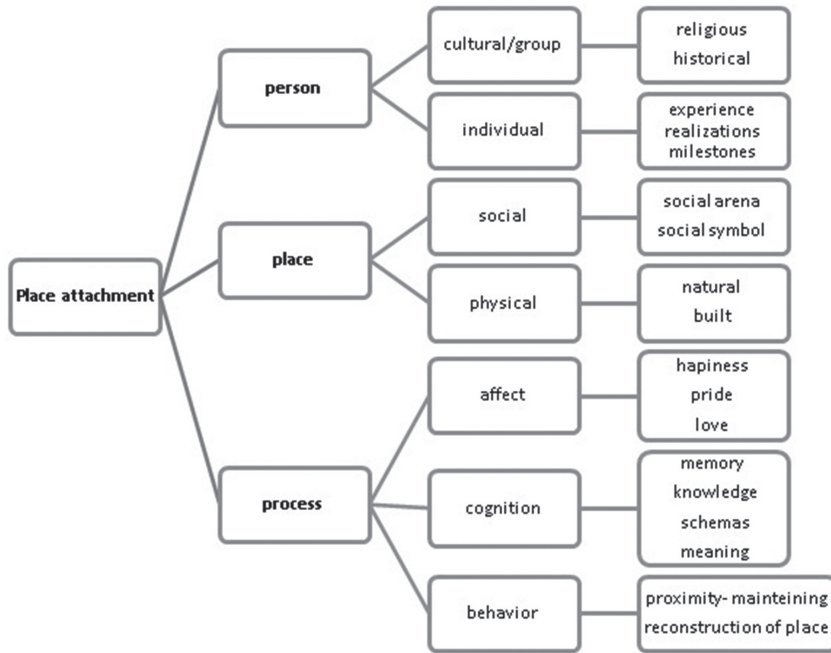 Place attachment
person
cultural/group
religious
historical
individual
experience
realizations
milestones
place
social
social arena
social symbol
physical
natural
built
process
affect
hapiness
pride
love
cognition
memory
knowledge
schemas
meaning
behavior
proximity- mainteining
reconstruction of place